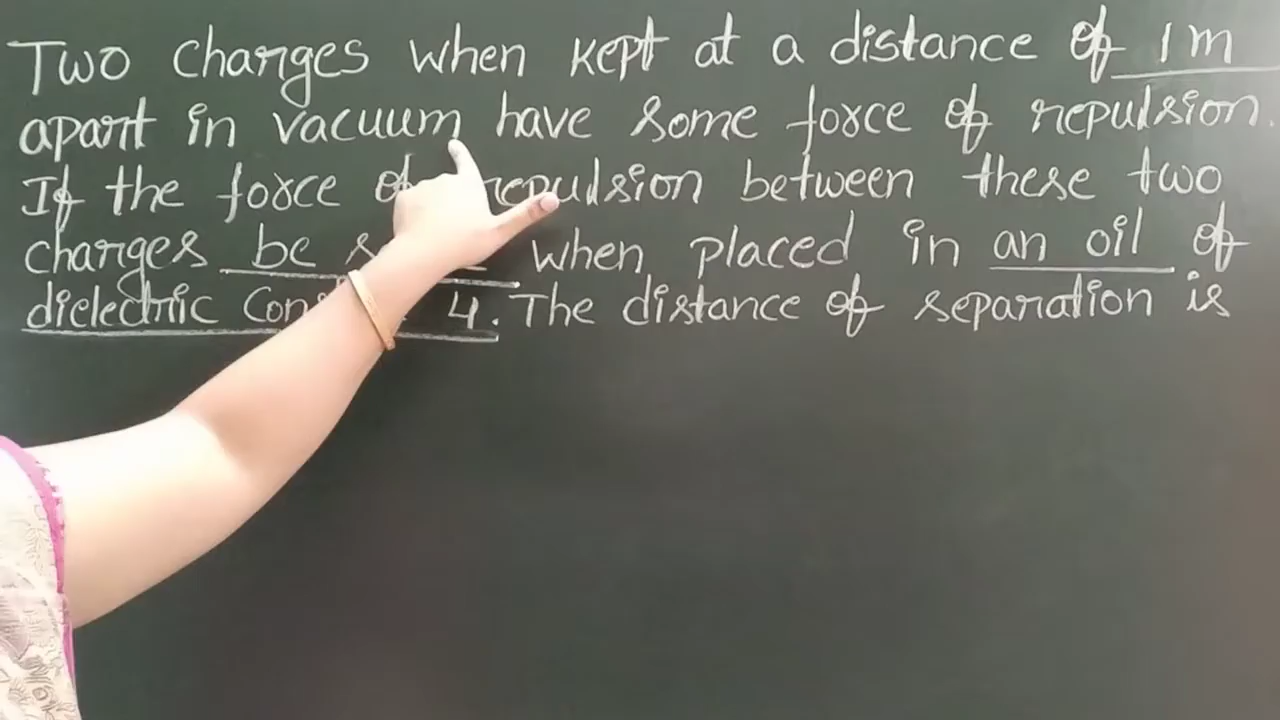 Two charges when kept at a distance of 1m
apart in vacuum have some force of repulsion.
If the force of repulsion between these two
charges be when placed in an oil of
dielectric 4. The distance of separation is